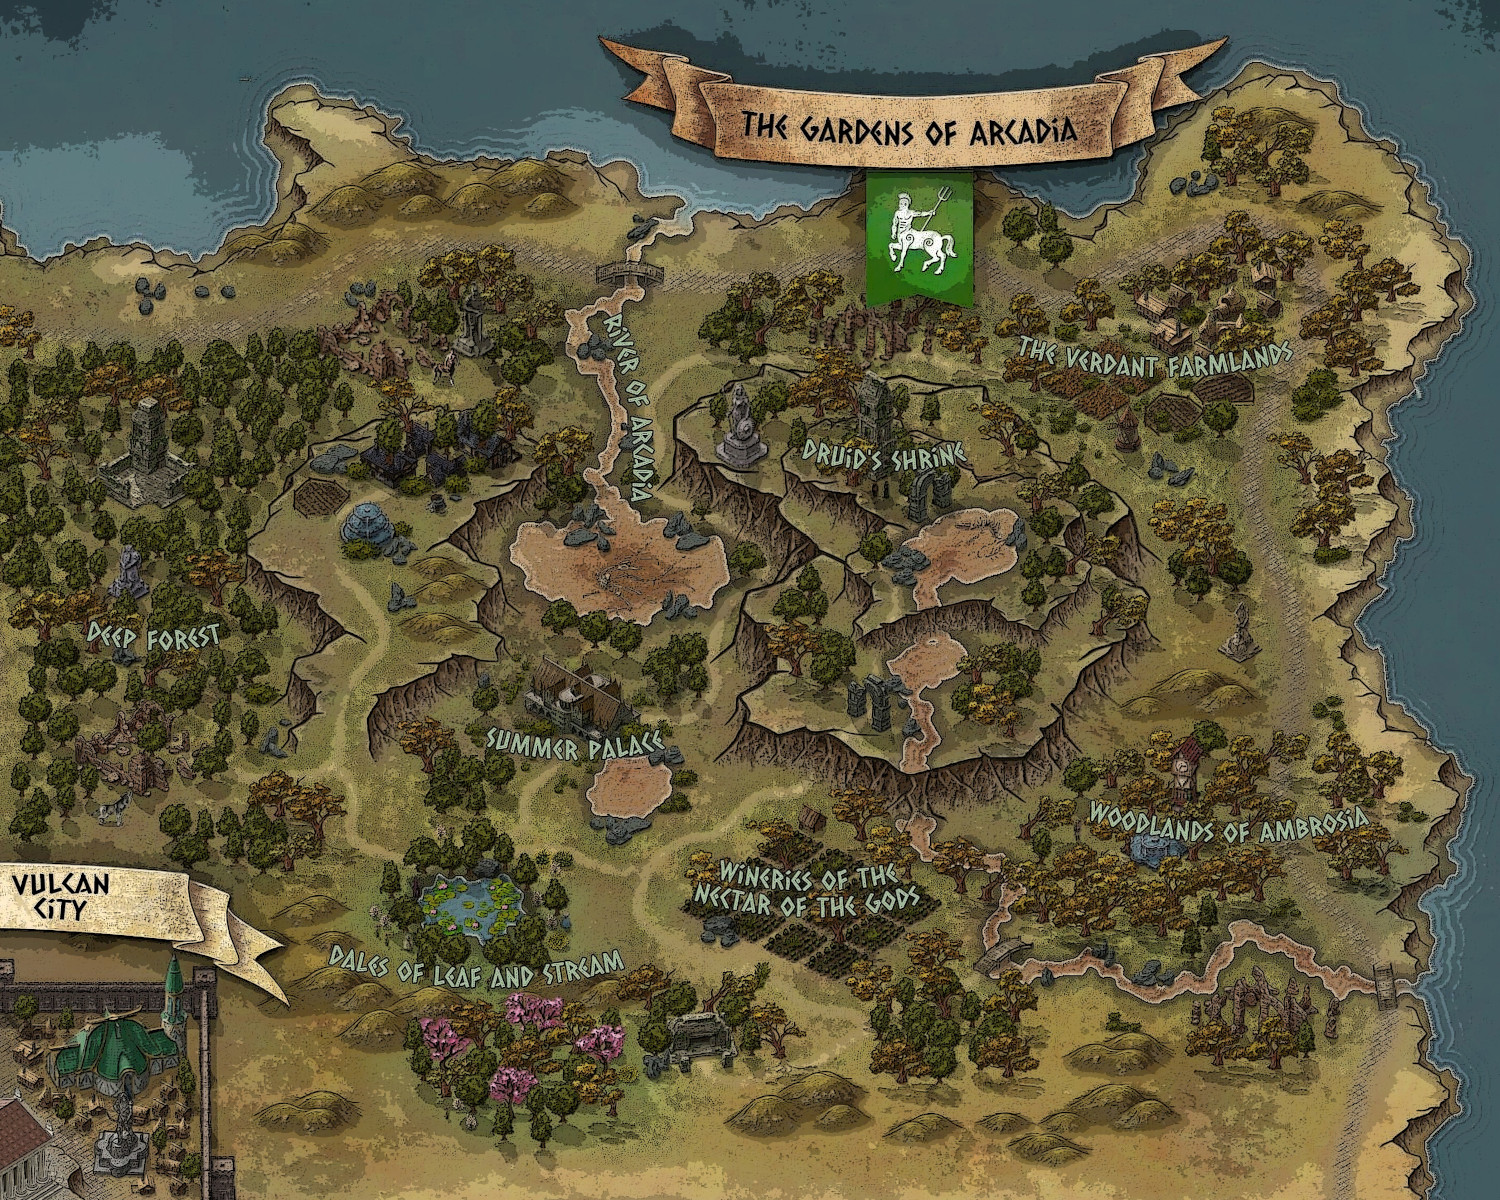 THE GARDENS OF ARCADIA
RIVER OF ARCADIA
THE VERDANT FARMLANDS
DRUID'S SHRINE
DEEP FOREST
SUMMER PALACE
WOODLANDS OF AMBROSIA
WINERIES OF THE
NECTAR OF THE GODS
VULCAN
CITY
DALES OF LEAF AND STREAM